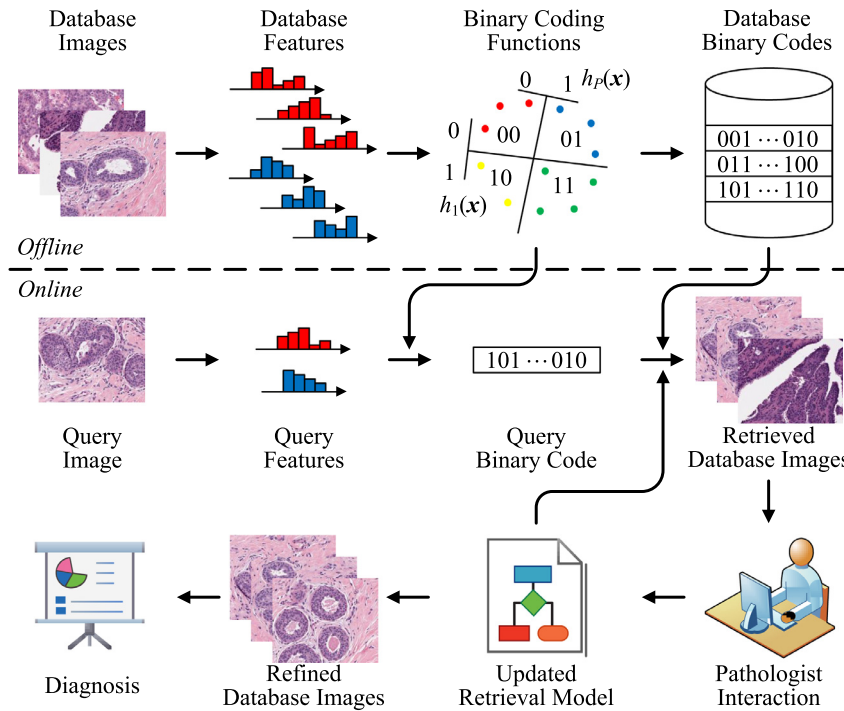 Database
Images
Database
Features
Binary Coding
Functions
Database
Binary Codes
0
1 hP(x)
0
00
01
1
10
11
h1(x)
001 ··· 010
011 ··· 100
101 ··· 110
Offline
Online
101 ··· 010
Query
Image
Query
Features
Query
Binary Code
Retrieved
Database Images
Diagnosis
Refined
Database Images
Updated
Retrieval Model
Pathologist
Interaction